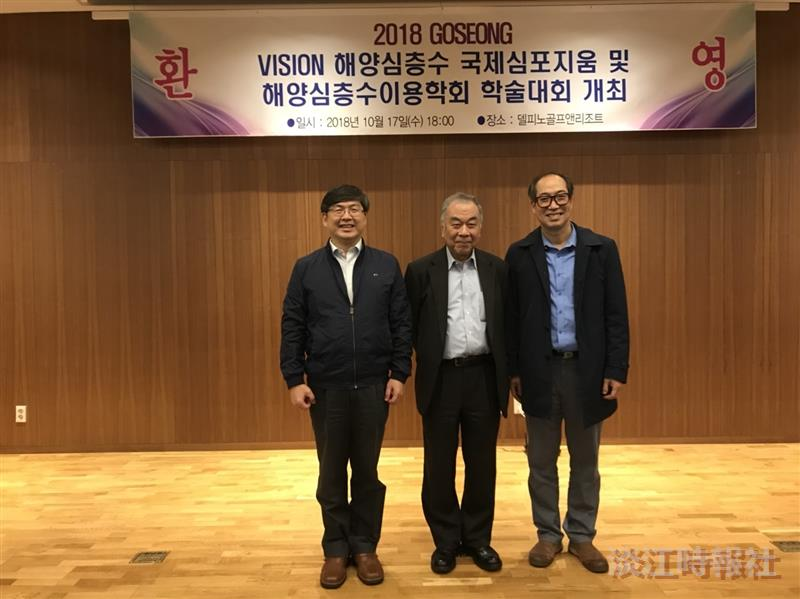 2018 GOSEONG
환 VISION 해양심층수 국제심포지움 및 영
해양심층수이용학회 학술대회 개최
●일시 : 2018년 10월 17일(수) 18:00 ●장소 : 델피노골프앤리조트
淡江時報社